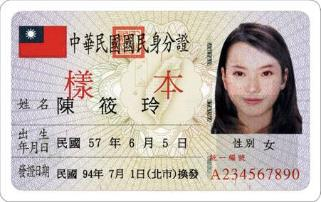 中華民國國民身分證
樣本
姓名 陳筱玲
出生年月日 民國57年6月5日
性別 女
發證日期 民國94年7月1日(北市)換發
統一編號
A234567890